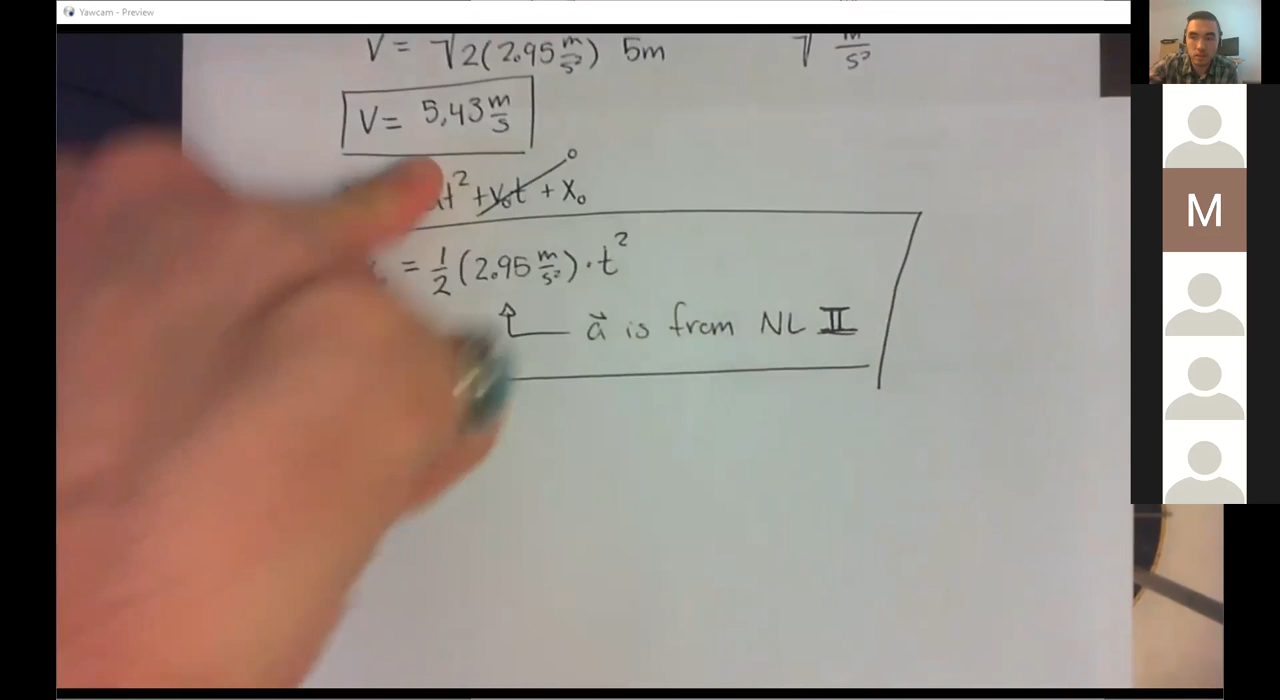 Yawcam - Preview
V = √2(2.95 m/s²) 5m √ m/s²
V = 5,43 m/s
t² + v₀t + x₀ 0
= 1/2 (2.95 m/s²) · t²
a⃗ is from NL II
M